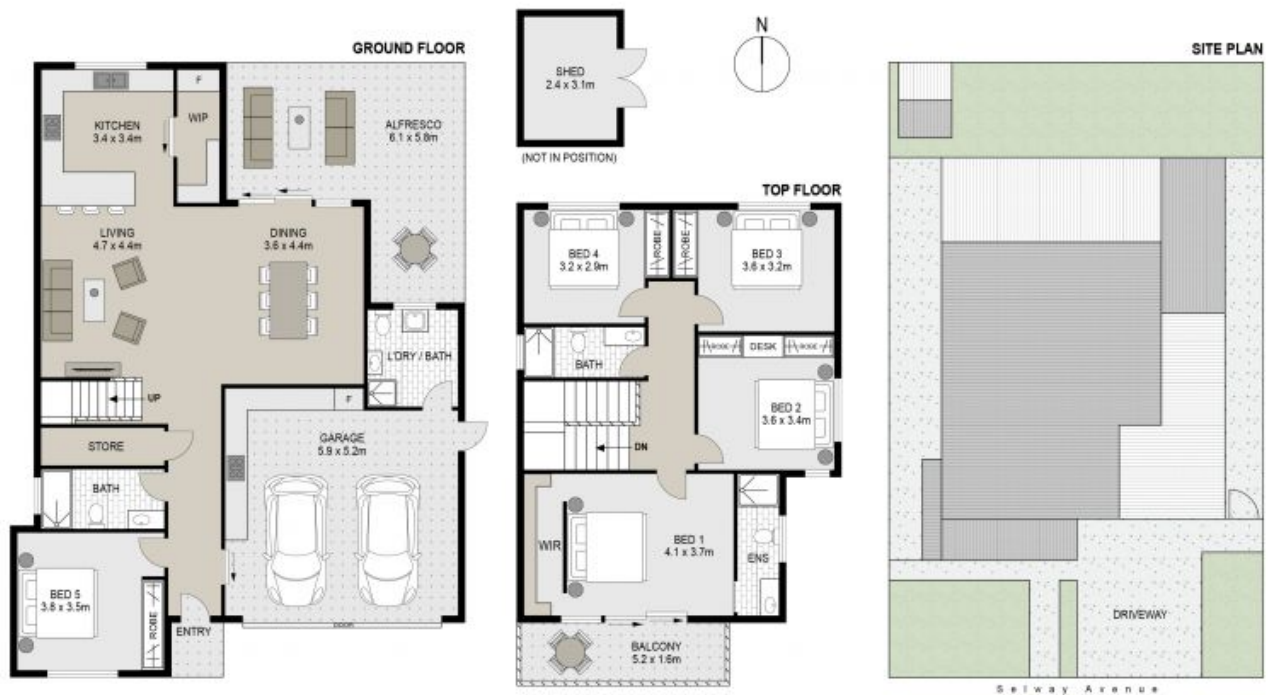 GROUND FLOOR
F
KITCHEN
3.4 x 3.4m
WIP
ALFRESCO
6.1 x 5.8m
LIVING
4.7 x 4.4m
DINING
3.6 x 4.4m
L'DRY / BATH
UP
F
STORE
GARAGE
5.9 x 5.2m
BATH
BED 5
3.8 x 3.5m
ROBE
ENTRY
DOOR
SHED
2.4 x 3.1m
(NOT IN POSITION)
N
TOP FLOOR
BED 4
3.2 x 2.9m
ROBE
ROBE
BED 3
3.6 x 3.2m
BATH
ROBE
DESK
ROBE
BED 2
3.6 x 3.4m
DN
WIR
BED 1
4.1 x 3.7m
ENS
BALCONY
5.2 x 1.6m
SITE PLAN
DRIVEWAY
Selway Avenue